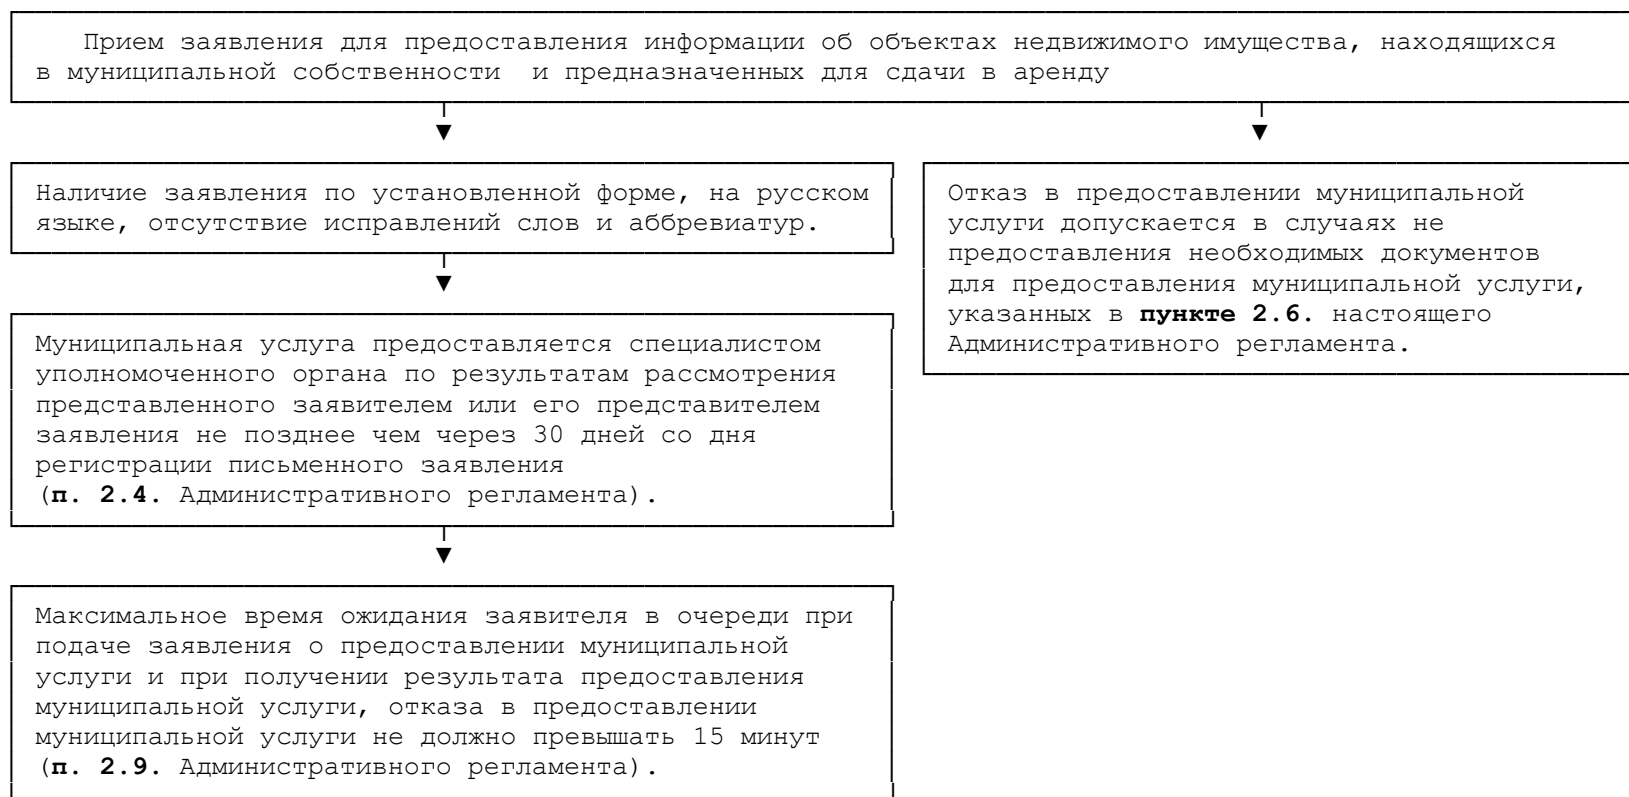 Прием заявления для предоставления информации об объектах недвижимого имущества, находящихся
в муниципальной собственности и предназначенных для сдачи в аренду
Наличие заявления по установленной форме, на русском
языке, отсутствие исправлений слов и аббревиатур.
Муниципальная услуга предоставляется специалистом
уполномоченного органа по результатам рассмотрения
представленного заявителем или его представителем
заявления не позднее чем через 30 дней со дня
регистрации письменного заявления
(п. 2.4. Административного регламента).
Максимальное время ожидания заявителя в очереди при
подаче заявления о предоставлении муниципальной
услуги и при получении результата предоставления
муниципальной услуги, отказа в предоставлении
муниципальной услуги не должно превышать 15 минут
(п. 2.9. Административного регламента).
Отказ в предоставлении муниципальной
услуги допускается в случаях не
предоставления необходимых документов
для предоставления муниципальной услуги,
указанных в пункте 2.6. настоящего
Административного регламента.